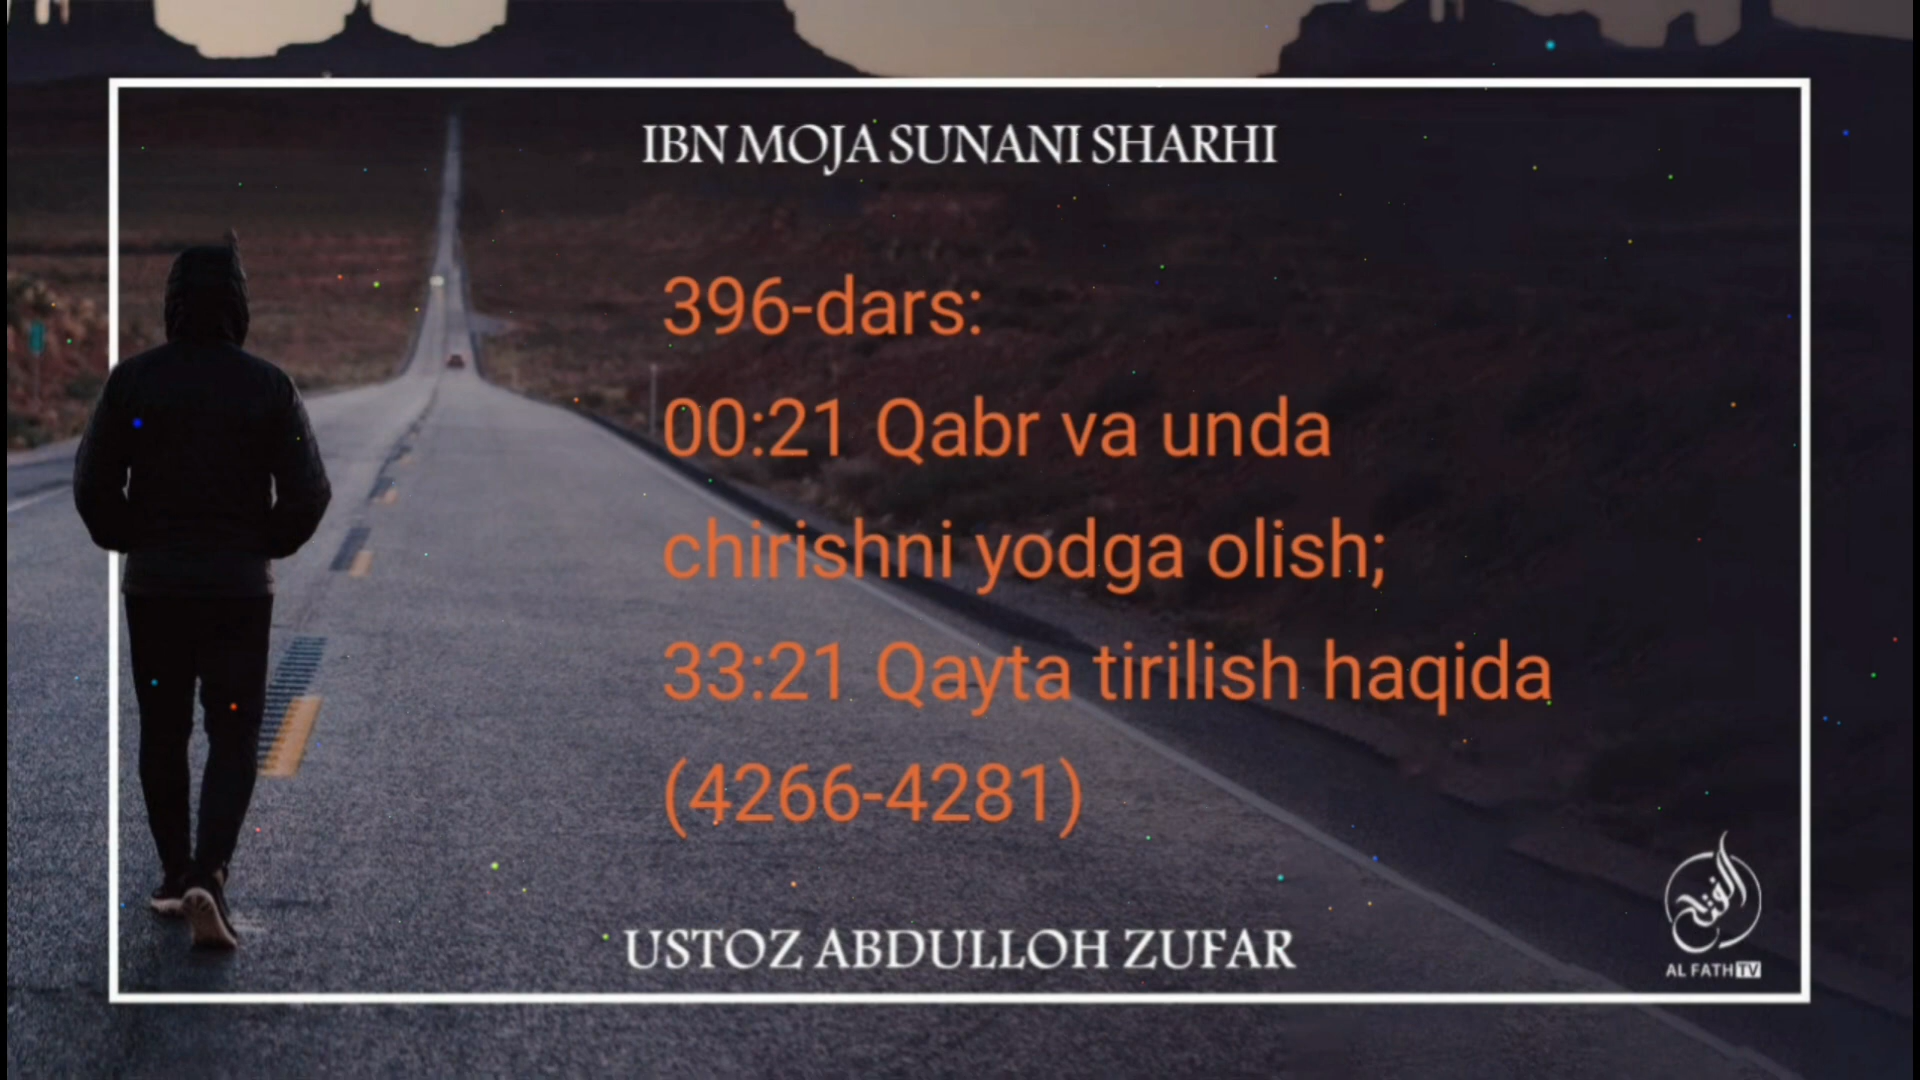 IBN MOJA SUNANI SHARHI
396-dars:
00:21 Qabr va unda
chirishni yodga olish;
33:21 Qayta tirilish haqida
(4266-4281)
USTOZ ABDULLOH ZUFAR
الفتح
AL FATH TV